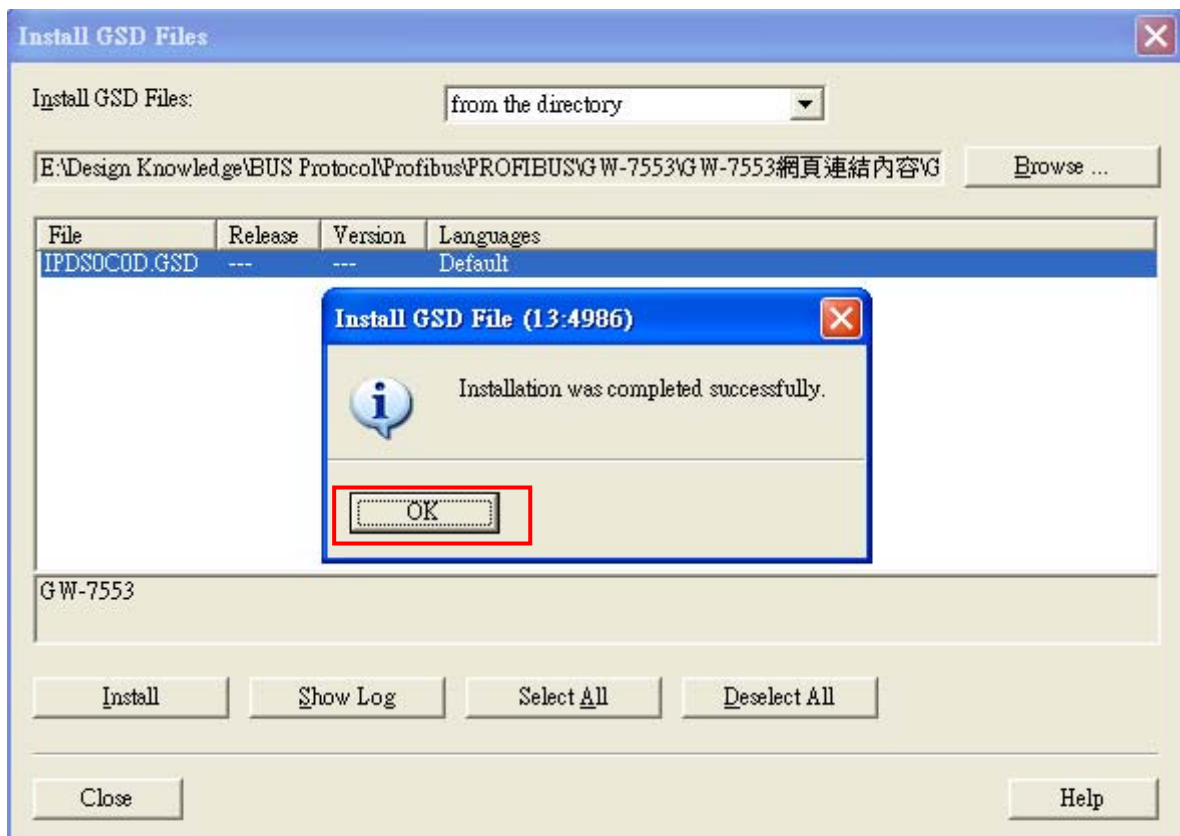 Install GSD Files
Install GSD Files:
from the directory
E:\Design Knowledge\BUS Protocol\Profibus\PROFIBUS\GW-7553\GW-7553網頁連結內容\G
Browse ...
File Release Version Languages
IPDS0C0D.GSD --- --- Default
Install GSD File (13:4986)
Installation was completed successfully.
OK
GW-7553
Install Show Log Select All Deselect All
Close Help